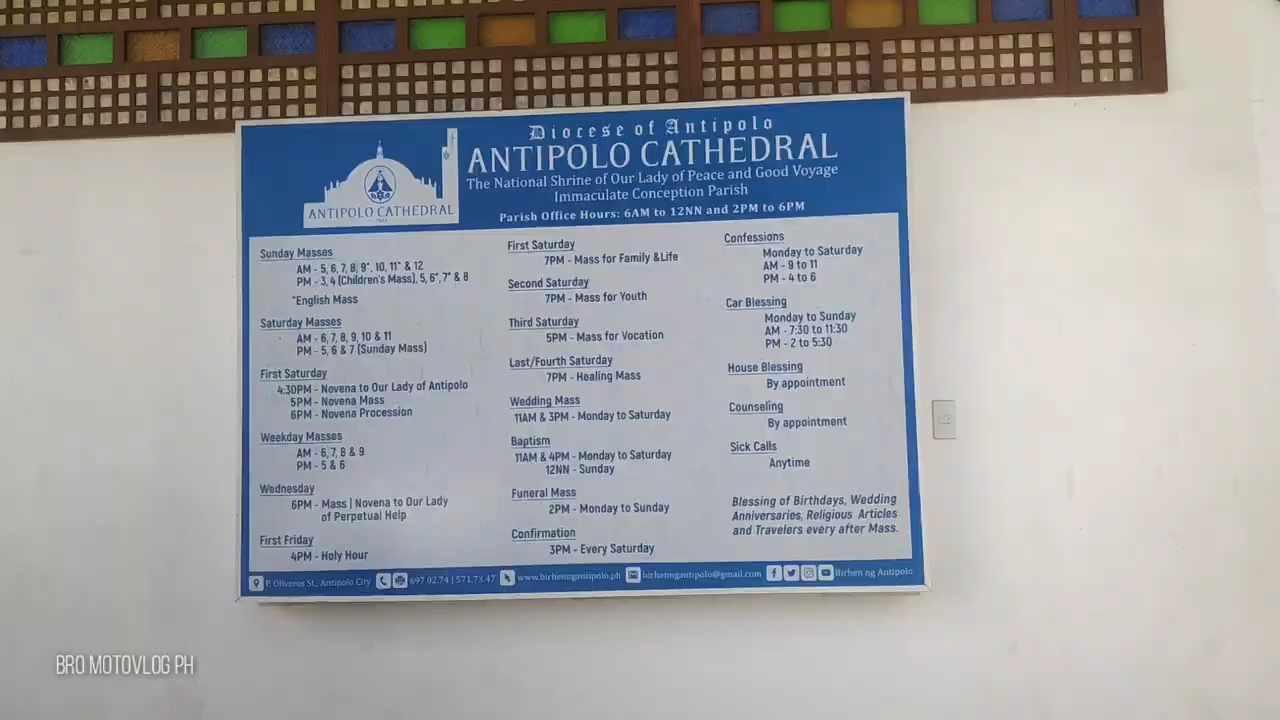 Diocese of Antipolo
ANTIPOLO CATHEDRAL
The National Shrine of Our Lady of Peace and Good Voyage
Immaculate Conception Parish
Parish Office Hours: 6AM to 12NN and 2PM to 6PM
ANTIPOLO CATHEDRAL
Sunday Masses
AM - 5, 6, 7, 8, 9*, 10, 11* & 12
PM - 3, 4 (Children's Mass), 5, 6*, 7* & 8
*English Mass
Saturday Masses
AM - 6, 7, 8, 9, 10 & 11
PM - 5, 6 & 7 (Sunday Mass)
First Saturday
4:30PM - Novena to Our Lady of Antipolo
5PM - Novena Mass
6PM - Novena Procession
Weekday Masses
AM - 6, 7, 8 & 9
PM - 5 & 6
Wednesday
6PM - Mass | Novena to Our Lady
of Perpetual Help
First Friday
4PM - Holy Hour
First Saturday
7PM - Mass for Family &Life
Second Saturday
7PM - Mass for Youth
Third Saturday
5PM - Mass for Vocation
Last/Fourth Saturday
7PM - Healing Mass
Wedding Mass
11AM & 3PM - Monday to Saturday
Baptism
11AM & 4PM - Monday to Saturday
12NN - Sunday
Funeral Mass
2PM - Monday to Sunday
Confirmation
3PM - Every Saturday
Confessions
Monday to Saturday
AM - 9 to 11
PM - 4 to 6
Car Blessing
Monday to Sunday
AM - 7:30 to 11:30
PM - 2 to 5:30
House Blessing
By appointment
Counseling
By appointment
Sick Calls
Anytime
Blessing of Birthdays, Wedding
Anniversaries, Religious Articles
and Travelers every after Mass.
P. Oliveros St., Antipolo City 697.02.74 | 571.73.47 www.birhenngantipolo.ph birhenngantipolo@gmail.com Birhen ng Antipolo
BRO MOTOVLOG PH